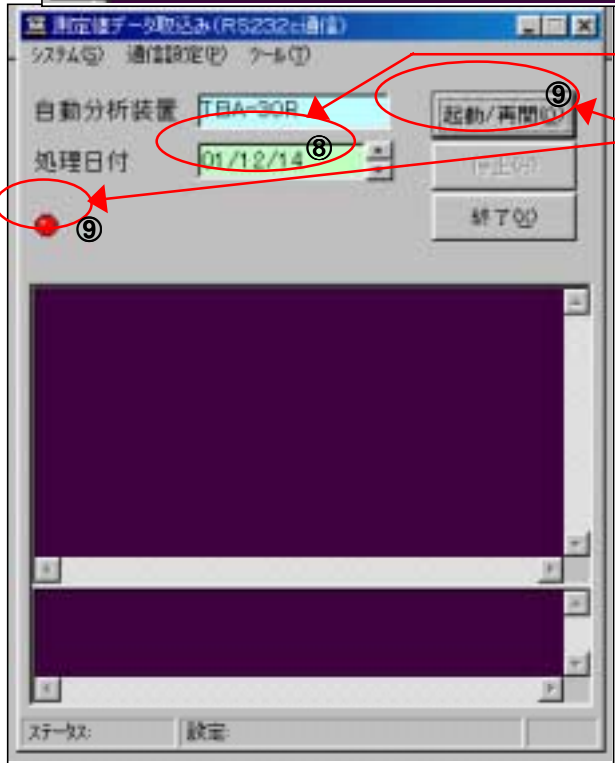 測定値データ取込み(RS232c通信)
システム(S) 通信設定(P) ツール(T)
自動分析装置 TBA-30R 起動/再開(O) ⑨
処理日付 01/12/14 ⑧ 停止(H)
⑨ 終了(X)
ステータス: 設定: